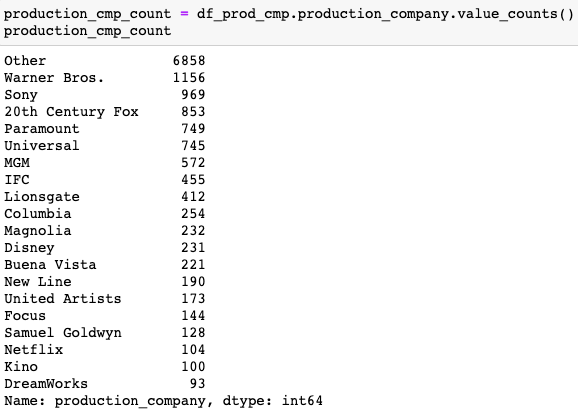 production_cmp_count = df_prod_cmp.production_company.value_counts()
production_cmp_count
Other 6858
Warner Bros. 1156
Sony 969
20th Century Fox 853
Paramount 749
Universal 745
MGM 572
IFC 455
Lionsgate 412
Columbia 254
Magnolia 232
Disney 231
Buena Vista 221
New Line 190
United Artists 173
Focus 144
Samuel Goldwyn 128
Netflix 104
Kino 100
DreamWorks 93
Name: production_company, dtype: int64